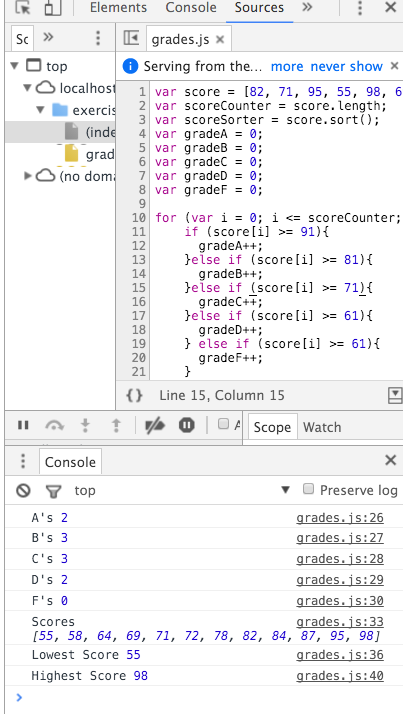 Elements Console Sources »
Sc » grades.js ×
top
Serving from the... more never show ×
localhost
exercis
(inde
grad
(no doma
1 var score = [82, 71, 95, 55, 98, 6
2 var scoreCounter = score.length;
3 var scoreSorter = score.sort();
4 var gradeA = 0;
5 var gradeB = 0;
6 var gradeC = 0;
7 var gradeD = 0;
8 var gradeF = 0;
9
10 for (var i = 0; i <= scoreCounter;
11 if (score[i] >= 91){
12 gradeA++;
13 }else if (score[i] >= 81){
14 gradeB++;
15 }else if (score[i] >= 71){
16 gradeC++;
17 }else if (score[i] >= 61){
18 gradeD++;
19 } else if (score[i] >= 61){
20 gradeF++;
21 }
{} Line 15, Column 15
Scope Watch
Console
top Preserve log
A's 2 grades.js:26
B's 3 grades.js:27
C's 3 grades.js:28
D's 2 grades.js:29
F's 0 grades.js:30
Scores grades.js:33
[55, 58, 64, 69, 71, 72, 78, 82, 84, 87, 95, 98]
Lowest Score 55 grades.js:36
Highest Score 98 grades.js:40
>